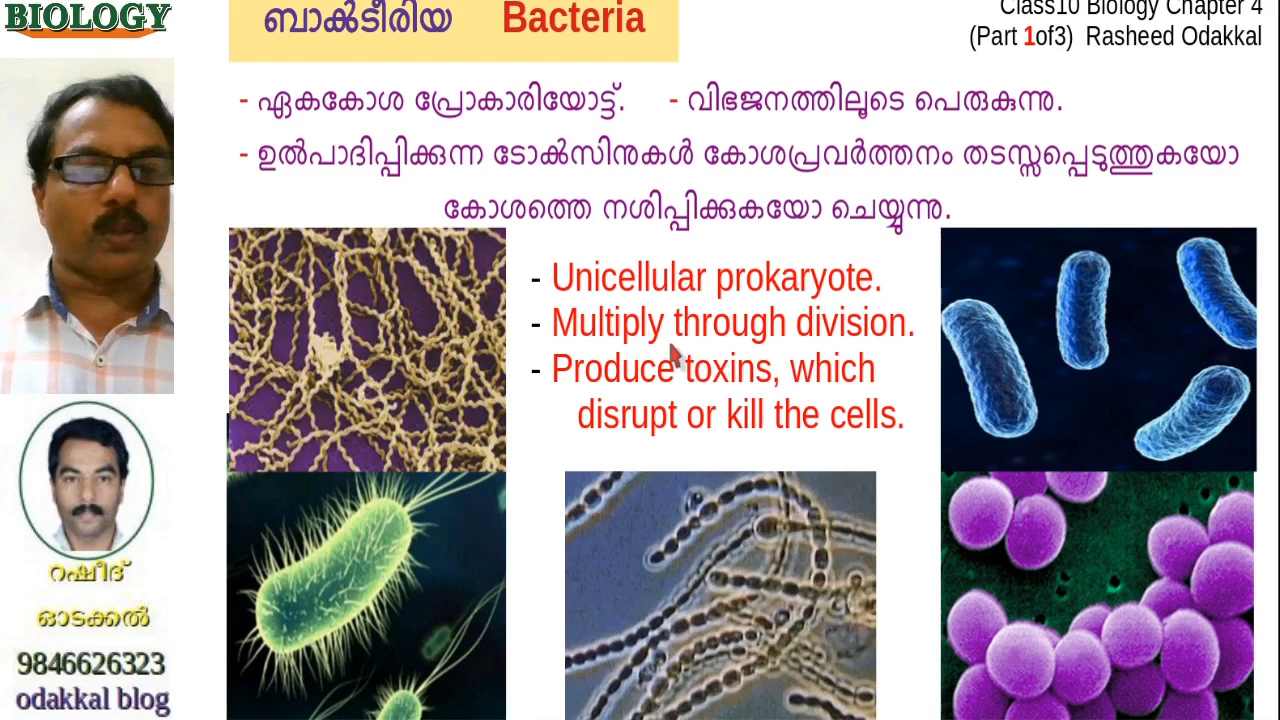 BIOLOGY
ബാക്ടീരിയ Bacteria
Class10 Biology Chapter 4
(Part 1of3) Rasheed Odakkal
- ഏകകോശ പ്രോകാരിയോട്ട്. - വിഭജനത്തിലൂടെ പെരുകുന്നു.
- ഉൽപാദിപ്പിക്കുന്ന ടോക്സിനുകൾ കോശപ്രവർത്തനം തടസ്സപ്പെടുത്തുകയോ
കോശത്തെ നശിപ്പിക്കുകയോ ചെയ്യുന്നു.
- Unicellular prokaryote.
- Multiply through division.
- Produce toxins, which
disrupt or kill the cells.
റഷീദ്
ഓടക്കൽ
9846626323
odakkal blog